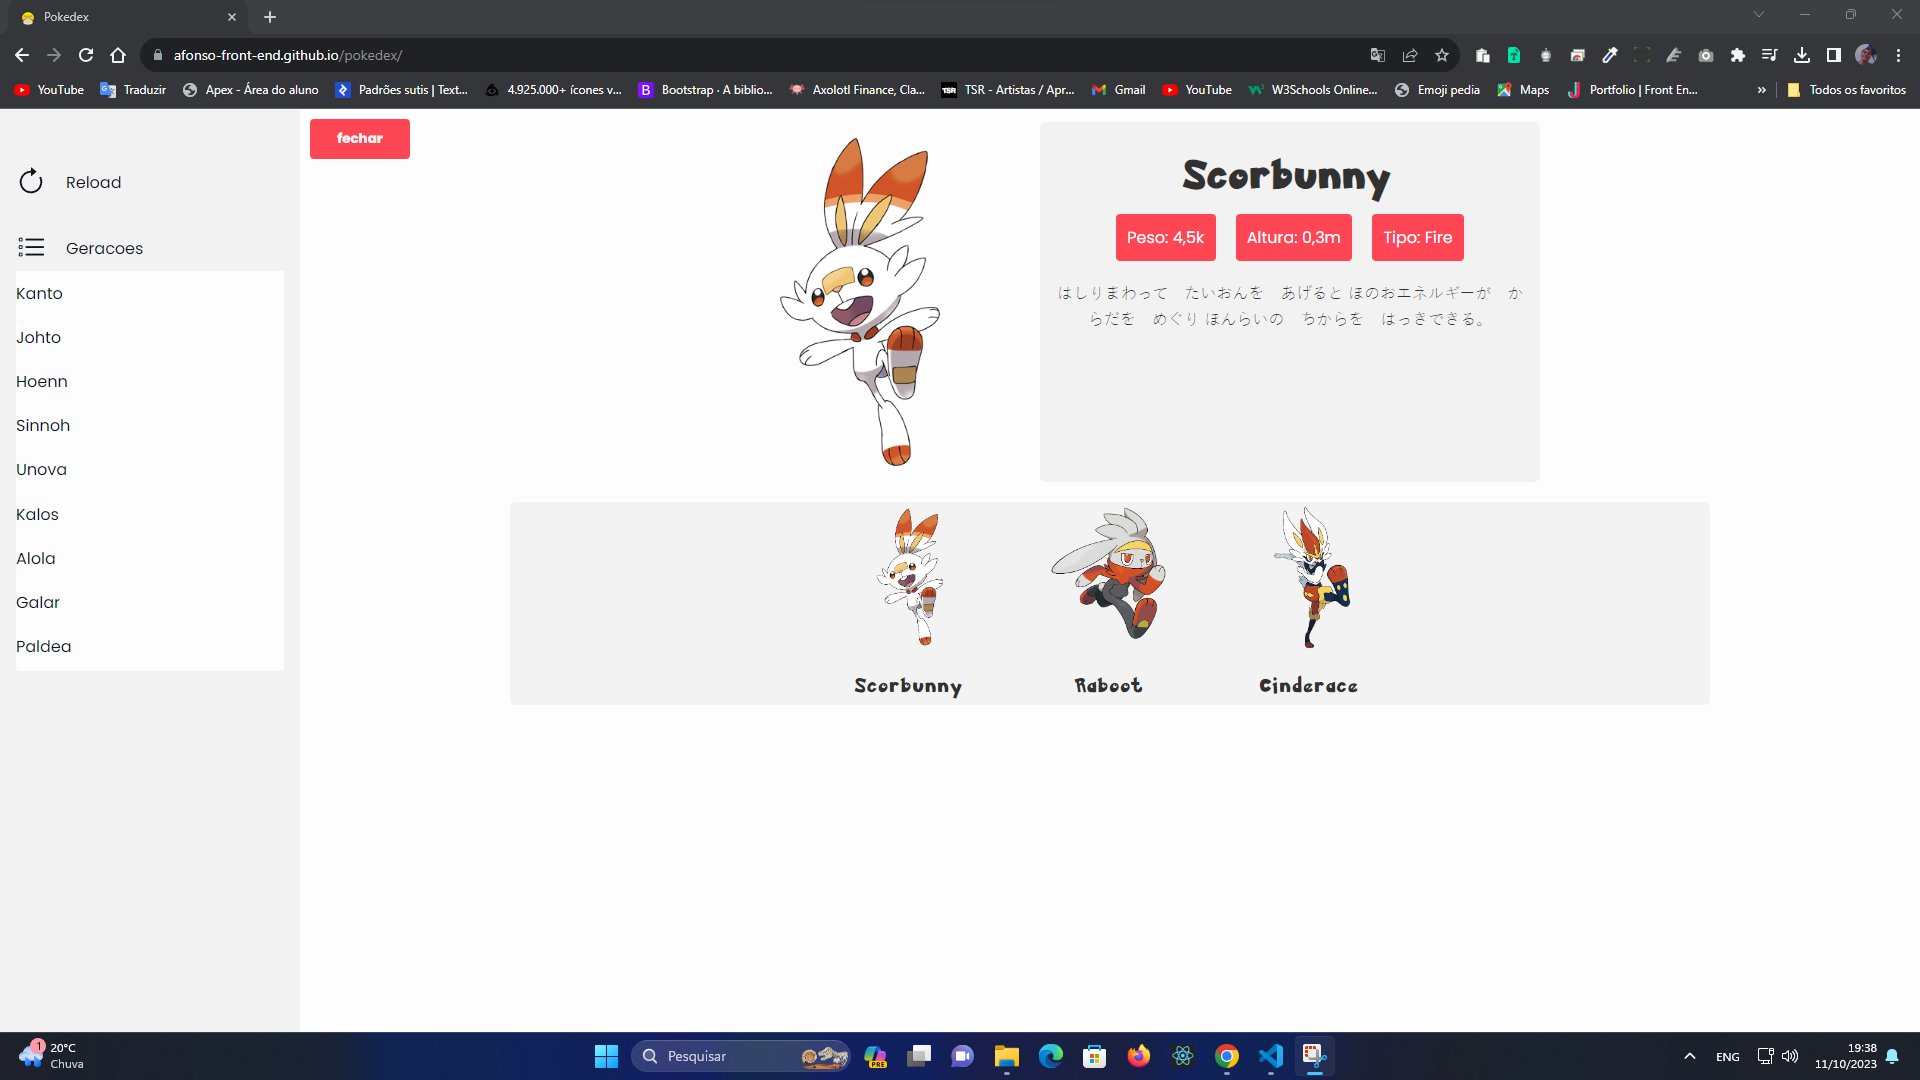 Pokedex
afonso-front-end.github.io/pokedex/
YouTube
Traduzir
Apex - Área do aluno
Padrões sutis | Text...
4.925.000+ ícones v...
Bootstrap · A biblio...
Axolotl Finance, Cla...
TSR
TSR - Artistas / Apr...
Gmail
YouTube
W3Schools Online...
Emoji pedia
Maps
Portfolio | Front En...
»
Todos os favoritos
fechar
Reload
Geracoes
Kanto
Johto
Hoenn
Sinnoh
Unova
Kalos
Alola
Galar
Paldea
Scorbunny
Peso: 4,5k
Altura: 0,3m
Tipo: Fire
はしりまわって　たいおんを　あげると ほのおエネルギーが　か
らだを　めぐり ほんらいの　ちからを　はっきできる。
Scorbunny
Raboot
Cinderace
1
20°C
Chuva
Pesquisar
PRE
ENG
19:38
11/10/2023